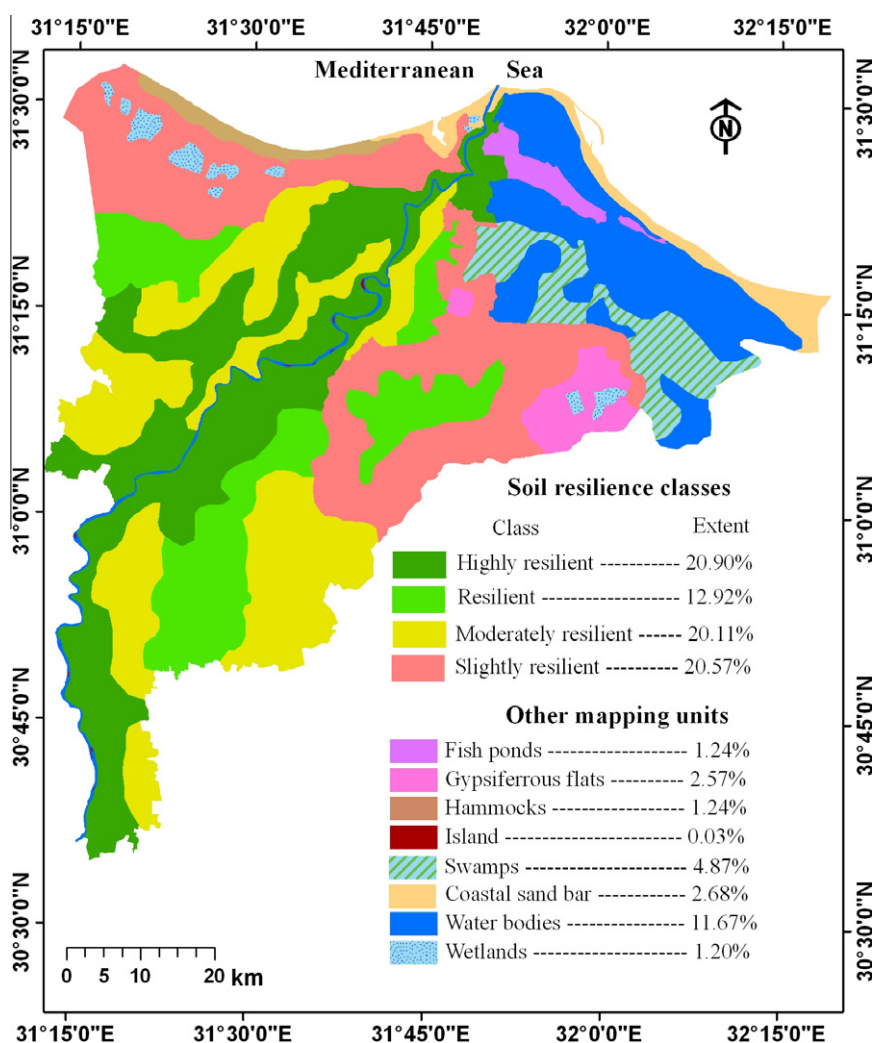 31°15'0"E 31°30'0"E 31°45'0"E 32°0'0"E 32°15'0"E
Mediterranean Sea
31°30'0"N 31°30'0"N
N
31°15'0"N 31°15'0"N
31°0'0"N 31°0'0"N
Soil resilience classes
Class Extent
Highly resilient ----------- 20.90%
Resilient ------------------- 12.92%
Moderately resilient ------ 20.11%
Slightly resilient ---------- 20.57%
30°45'0"N 30°45'0"N
Other mapping units
Fish ponds ------------------ 1.24%
Gypsiferrous flats --------- 2.57%
Hammocks ----------------- 1.24%
Island ----------------------- 0.03%
Swamps --------------------- 4.87%
Coastal sand bar ----------- 2.68%
Water bodies -------------- 11.67%
Wetlands ------------------- 1.20%
30°30'0"N 30°30'0"N
0 5 10 20 km
31°15'0"E 31°30'0"E 31°45'0"E 32°0'0"E 32°15'0"E